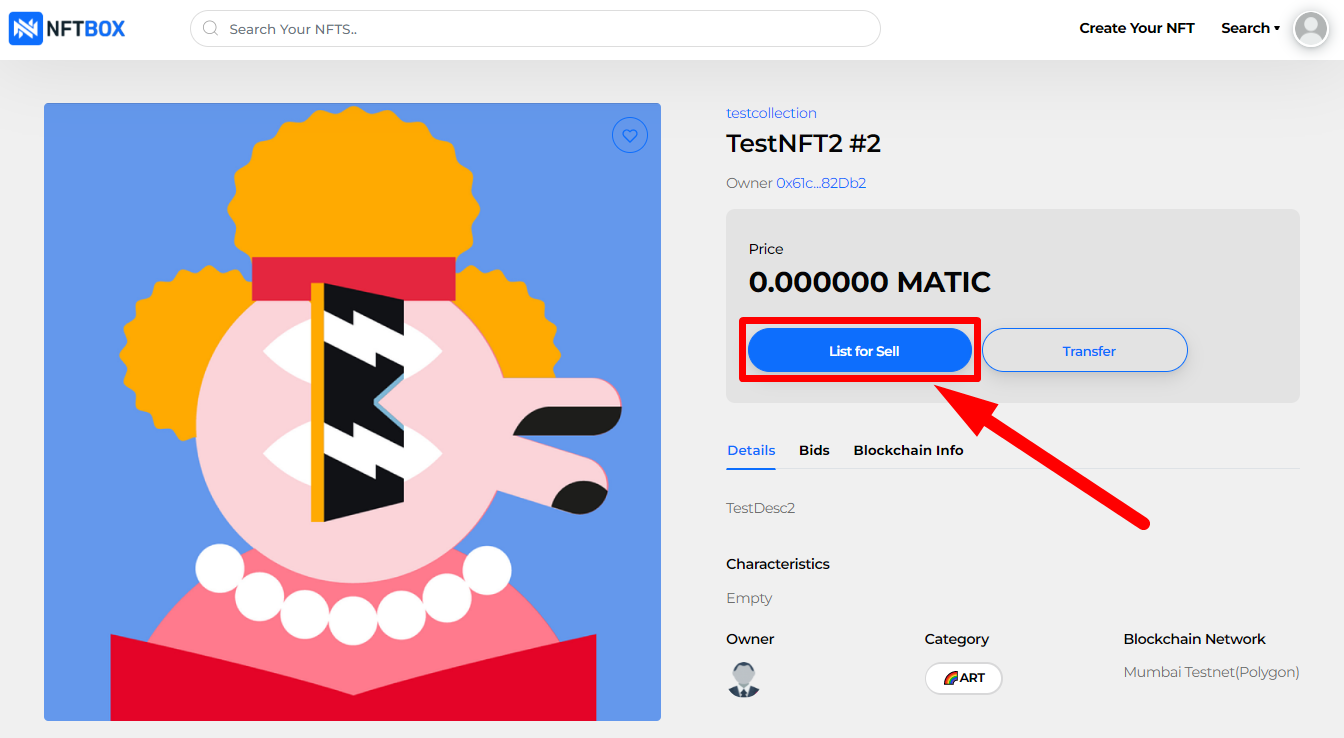 NFTBOX
Search Your NFTS..
Create Your NFT
Search
testcollection
TestNFT2 #2
Owner 0x61c...82Db2
Price
0.000000 MATIC
List for Sell
Transfer
Details
Bids
Blockchain Info
TestDesc2
Characteristics
Empty
Owner
Category
Blockchain Network
ART
Mumbai Testnet(Polygon)